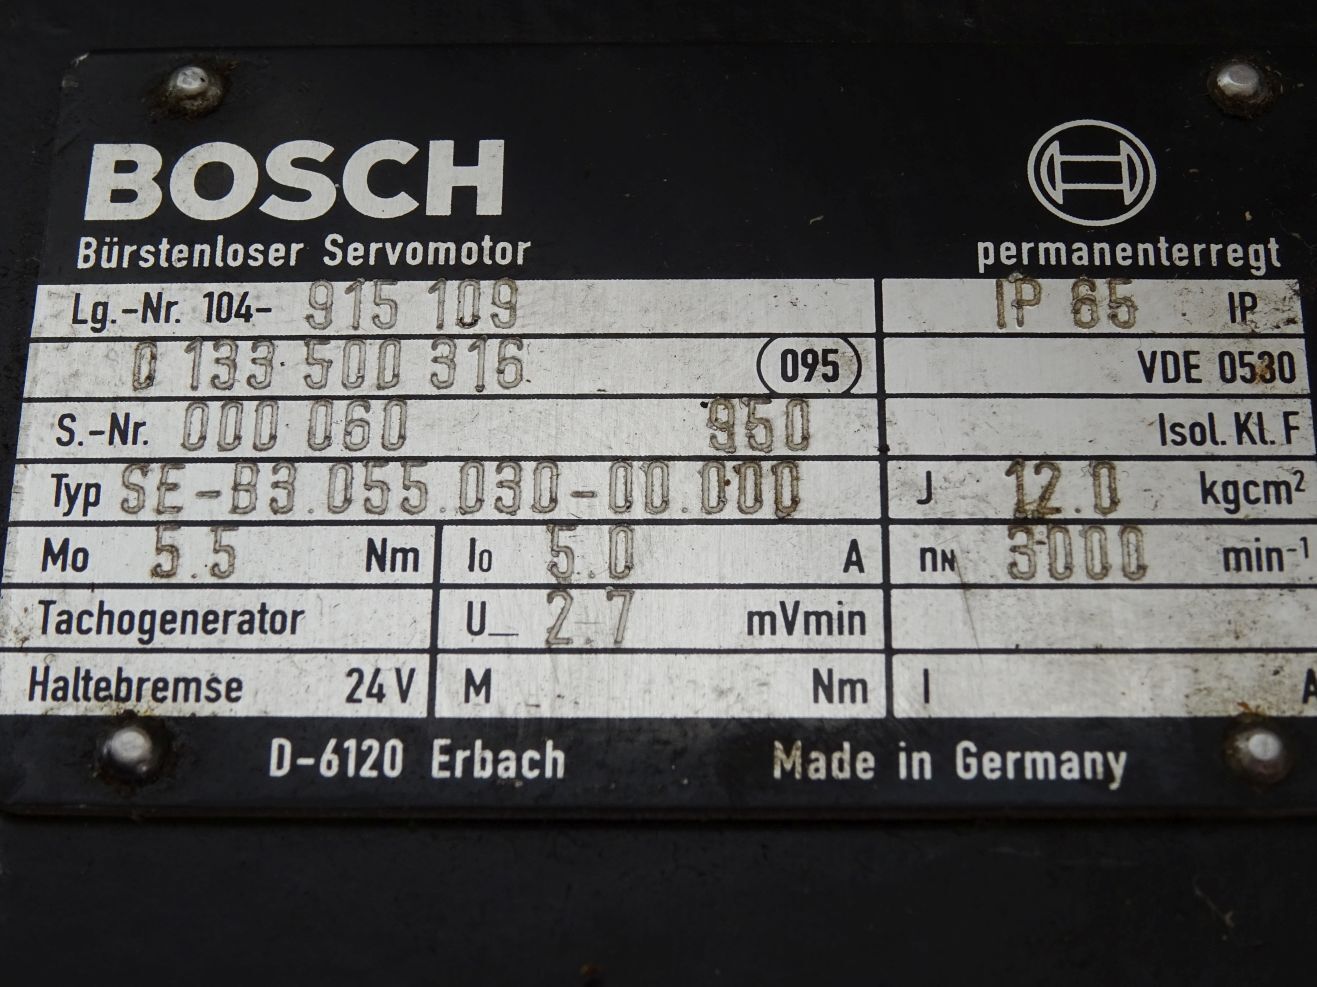 BOSCH
Bürstenloser Servomotor permanenterregt
Lg.-Nr. 104- 915 109 IP 65 IP
0 133 500 316 095 VDE 0530
S.-Nr. 000 060 950 Isol. Kl. F
Typ SE-B3.055.030-00.000 J 12.0 kgcm²
Mo 5.5 Nm I₀ 5.0 A nN 3000 min⁻¹
Tachogenerator U_ 2.7 mVmin
Haltebremse 24V M Nm I A
D-6120 Erbach Made in Germany